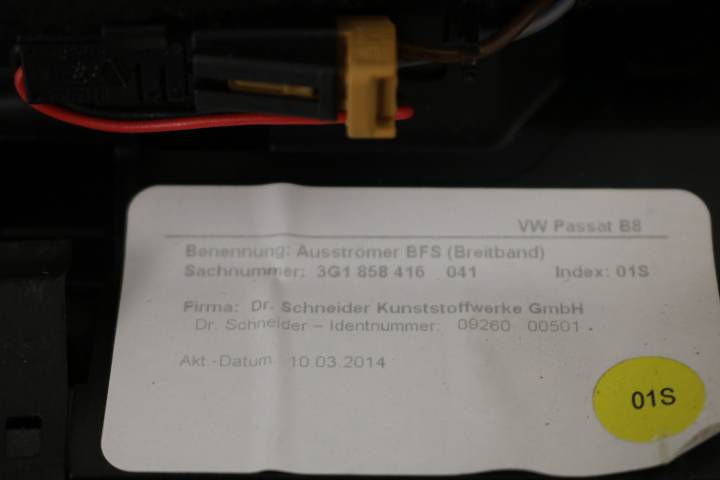 VW Passat B8
Benennung: Ausströmer BFS (Breitband)
Sachnummer: 3G1 858 416 041 Index: 01S
Firma: Dr. Schneider Kunststoffwerke GmbH
Dr. Schneider – Identnummer: 09260 00501
Akt.-Datum 10.03.2014
01S